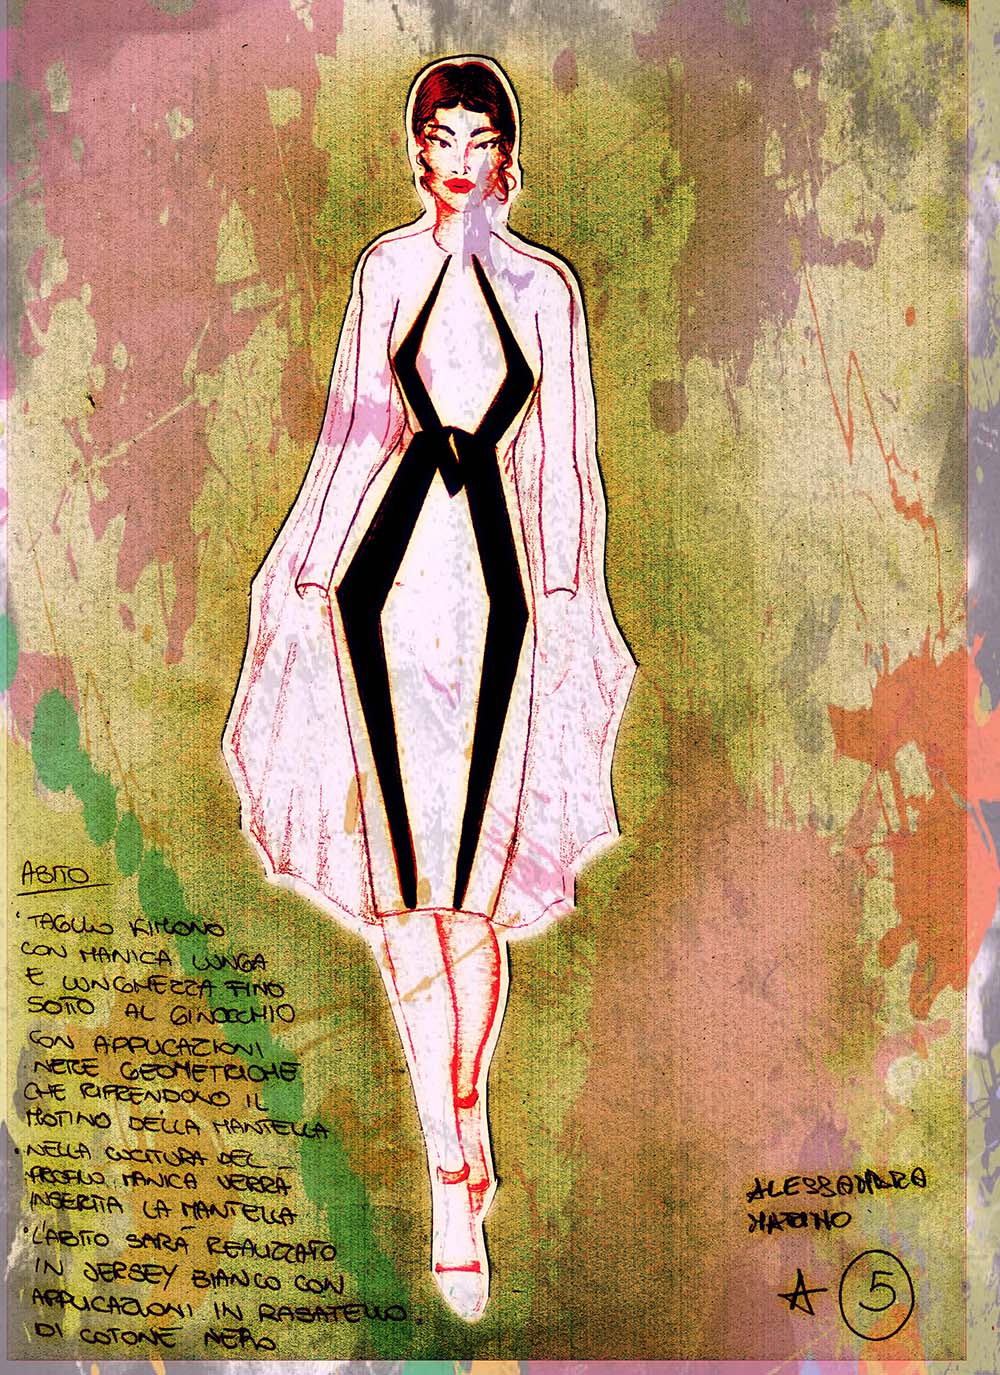 ABITO
• TAGLIO KIMONO
CON MANICA LUNGA
E LUNGHEZZA FINO
SOTTO AL GINOCCHIO
CON APPLICAZIONI
NERE GEOMETRICHE
CHE RIPRENDONO IL
MOTIVO DELLA MANTELLA
• NELLA CUCITURA DEL
PROFILO MANICA VERRÀ
INSERITA LA MANTELLA
• L'ABITO SARÀ REALIZZATO
IN JERSEY BIANCO CON
APPLICAZIONI IN RASATELLO
DI COTONE NERO
ALESSANDRA
A 5